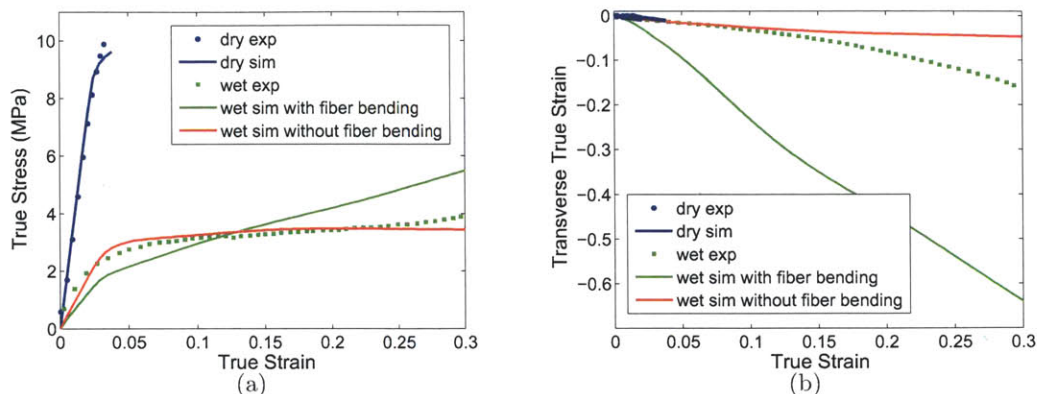 10
8
6
4
2
0
True Stress (MPa)
dry exp
dry sim
wet exp
wet sim with fiber bending
wet sim without fiber bending
0 0.05 0.1 0.15 0.2 0.25 0.3
True Strain
(a)
0
−0.1
−0.2
−0.3
−0.4
−0.5
−0.6
Transverse True Strain
dry exp
dry sim
wet exp
wet sim with fiber bending
wet sim without fiber bending
0 0.05 0.1 0.15 0.2 0.25 0.3
True Strain
(b)